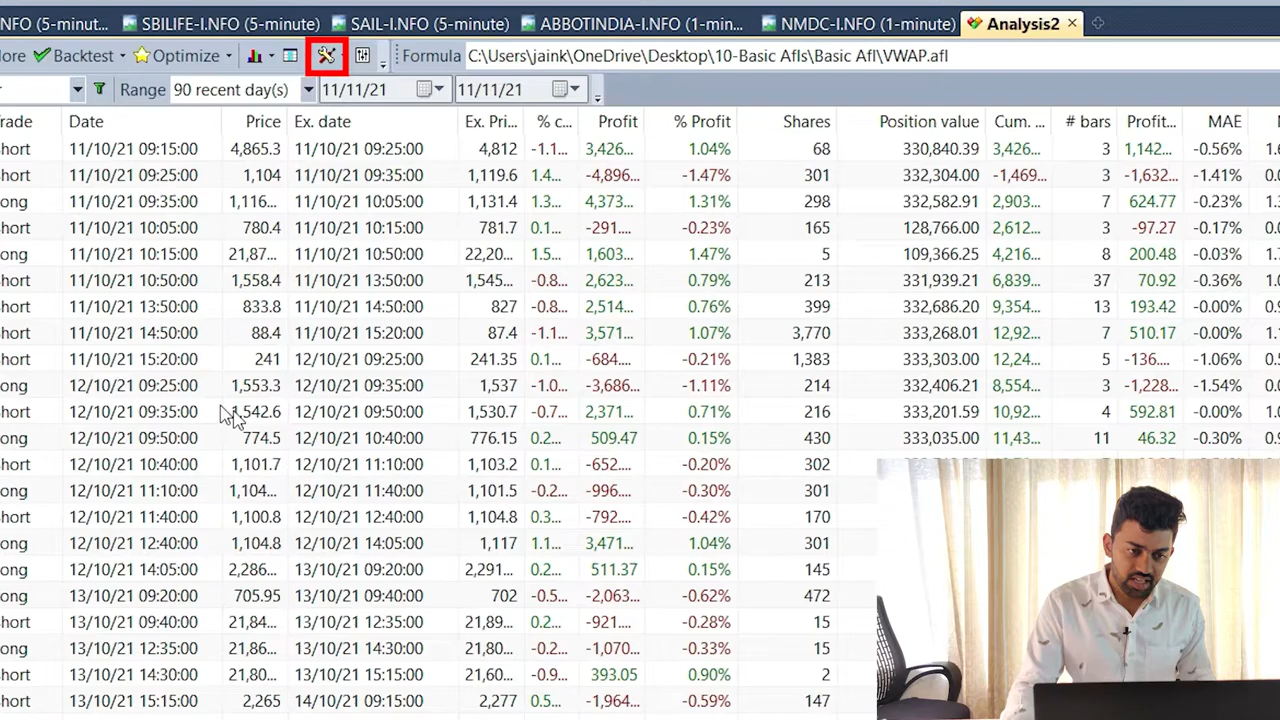 NFO (5-minute) SBILIFE-I.NFO (5-minute) SAIL-I.NFO (5-minute) ABBOTINDIA-I.NFO (1-min... NMDC-I.NFO (1-minute) Analysis2
lore Backtest Optimize Formula C:\Users\jaink\OneDrive\Desktop\10-Basic Afls\Basic Afl\VWAP.afl
Range 90 recent day(s) 11/11/21 11/11/21
rade Date Price Ex. date Ex. Pri... % c... Profit % Profit Shares Position value Cum. ... # bars Profit... MAE
hort 11/10/21 09:15:00 4,865.3 11/10/21 09:25:00 4,812 -1.1... 3,426... 1.04% 68 330,840.39 3,426... 3 1,142... -0.56% 1.6
hort 11/10/21 09:25:00 1,104 11/10/21 09:35:00 1,119.6 1.4... -4,896... -1.47% 301 332,304.00 -1,469... 3 -1,632... -1.41% 0.0
ong 11/10/21 09:35:00 1,116... 11/10/21 10:05:00 1,131.4 1.3... 4,373... 1.31% 298 332,582.91 2,903... 7 624.77 -0.23% 1.
hort 11/10/21 10:05:00 780.4 11/10/21 10:15:00 781.7 0.1... -291.... -0.23% 165 128,766.00 2,612... 3 -97.27 -0.17% 0.0
ong 11/10/21 10:15:00 21,87... 11/10/21 10:50:00 22,20... 1.5... 1,603... 1.47% 5 109,366.25 4,216... 8 200.48 -0.03% 1.
hort 11/10/21 10:50:00 1,558.4 11/10/21 13:50:00 1,545... -0.8... 2,623... 0.79% 213 331,939.21 6,839... 37 70.92 -0.36% 1.0
hort 11/10/21 13:50:00 833.8 11/10/21 14:50:00 827 -0.8... 2,514... 0.76% 399 332,686.20 9,354... 13 193.42 -0.00% 0.9
hort 11/10/21 14:50:00 88.4 11/10/21 15:20:00 87.4 -1.1... 3,571... 1.07% 3,770 333,268.01 12,92... 7 510.17 -0.00% 1.
hort 11/10/21 15:20:00 241 12/10/21 09:25:00 241.35 0.1... -684.... -0.21% 1,383 333,303.00 12,24... 5 -136.... -1.06% 0.5
ong 12/10/21 09:25:00 1,553.3 12/10/21 09:35:00 1,537 -1.0... -3,686... -1.11% 214 332,406.21 8,554... 3 -1,228... -1.54% 0.0
hort 12/10/21 09:35:00 1,542.6 12/10/21 09:50:00 1,530.7 -0.7... 2,371... 0.71% 216 333,201.59 10,92... 4 592.81 -0.00% 0.
ong 12/10/21 09:50:00 774.5 12/10/21 10:40:00 776.15 0.2... 509.47 0.15% 430 333,035.00 11,43... 11 46.32 -0.30% 0.9
hort 12/10/21 10:40:00 1,101.7 12/10/21 11:10:00 1,103.2 0.1... -652.... -0.20% 302
ong 12/10/21 11:10:00 1,104... 12/10/21 11:40:00 1,101.5 -0.2... -996.... -0.30% 301
hort 12/10/21 11:40:00 1,100.8 12/10/21 12:40:00 1,104.8 0.3... -792.... -0.42% 170
ong 12/10/21 12:40:00 1,104.8 12/10/21 14:05:00 1,117 1.1... 3,471... 1.04% 301
ong 12/10/21 14:05:00 2,286... 13/10/21 09:20:00 2,291... 0.2... 511.37 0.15% 145
ong 13/10/21 09:20:00 705.95 13/10/21 09:40:00 702 -0.5... -2,063... -0.62% 472
hort 13/10/21 09:40:00 21,84... 13/10/21 12:35:00 21,89... 0.2... -921.... -0.28% 15
ong 13/10/21 12:35:00 21,86... 13/10/21 14:30:00 21,80... -0.2... -1,070... -0.33% 15
hort 13/10/21 14:30:00 21,80... 13/10/21 15:15:00 21,60... -0.9... 393.05 0.90% 2
hort 13/10/21 15:15:00 2,265 14/10/21 09:15:00 2,277 0.5... -1,964... -0.59% 147